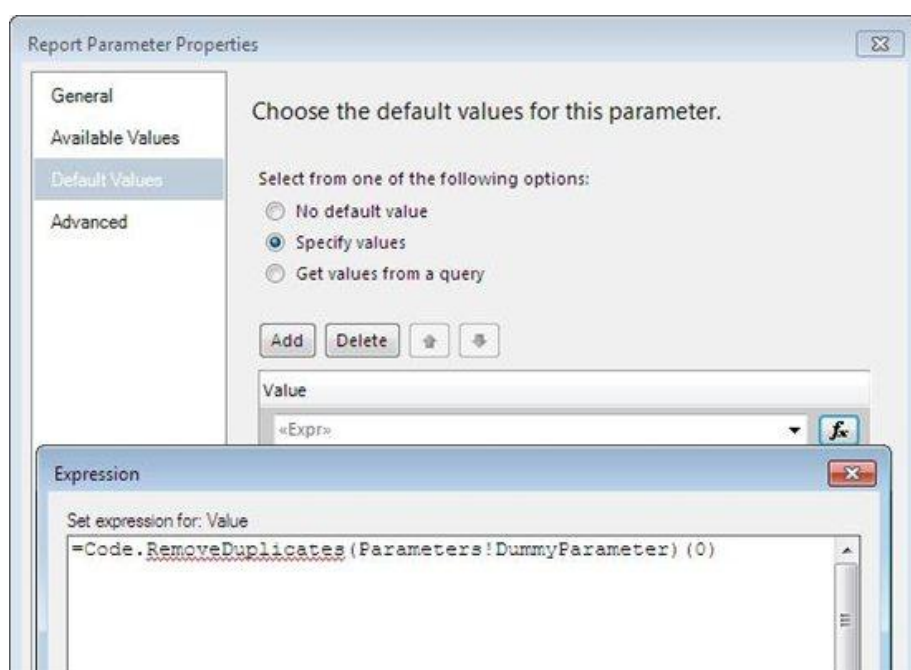 Report Parameter Properties
General
Available Values
Default Values
Advanced
Choose the default values for this parameter.
Select from one of the following options:
No default value
Specify values
Get values from a query
Add
Delete
Value
«Expr»
fx
Expression
Set expression for: Value
=Code.RemoveDuplicates(Parameters!DummyParameter)(0)